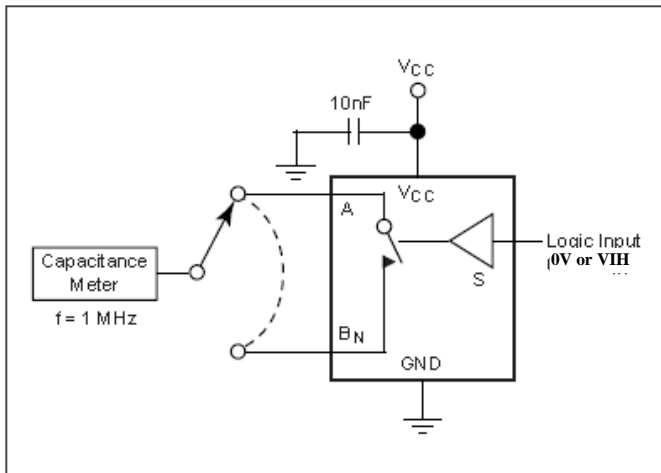 VCC
10nF
VCC
A
Logic Input
(0V or VIH
S
Capacitance
Meter
f = 1 MHz
BN
GND